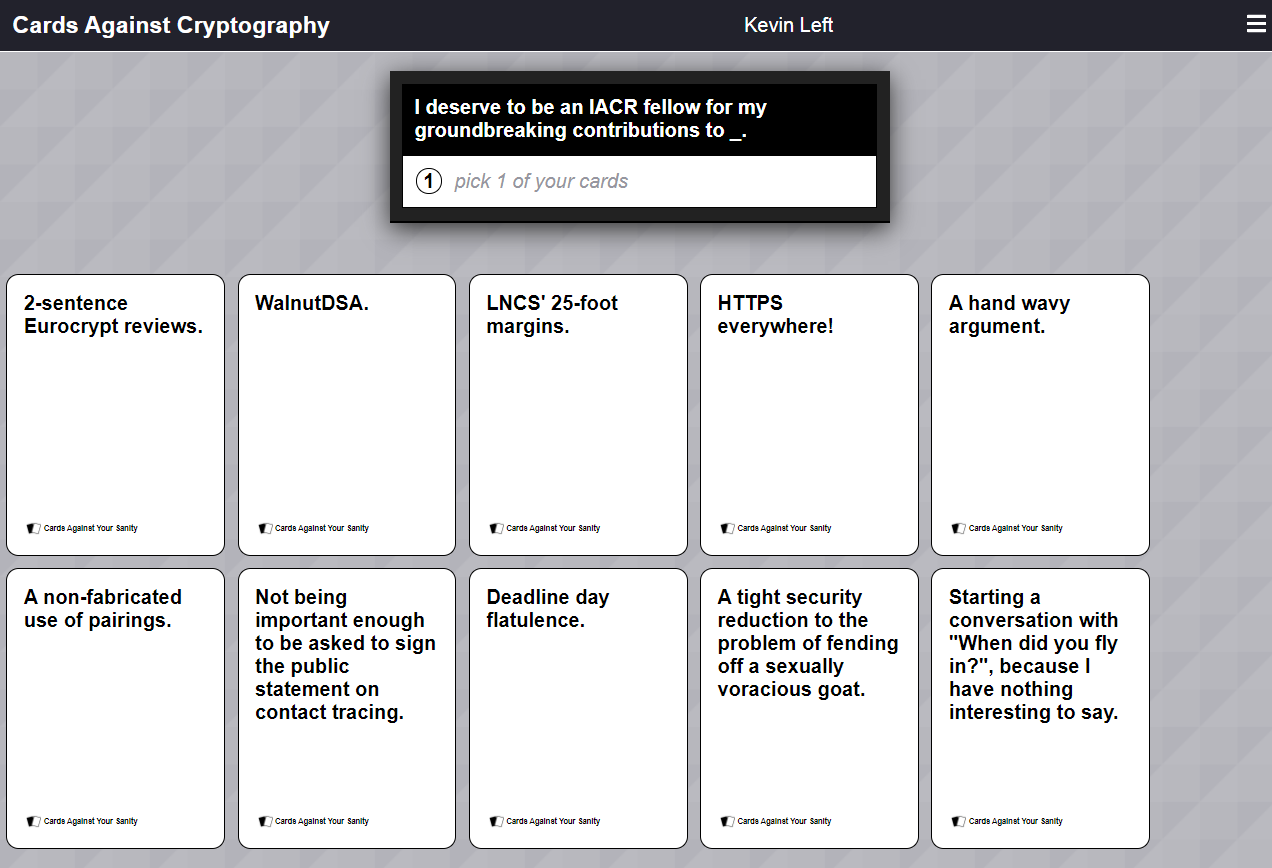 Cards Against Cryptography
Kevin Left
I deserve to be an IACR fellow for my
groundbreaking contributions to _.
1 pick 1 of your cards
2-sentence
Eurocrypt reviews.
Cards Against Your Sanity
WalnutDSA.
Cards Against Your Sanity
LNCS' 25-foot
margins.
Cards Against Your Sanity
HTTPS
everywhere!
Cards Against Your Sanity
A hand wavy
argument.
Cards Against Your Sanity
A non-fabricated
use of pairings.
Cards Against Your Sanity
Not being
important enough
to be asked to sign
the public
statement on
contact tracing.
Cards Against Your Sanity
Deadline day
flatulence.
Cards Against Your Sanity
A tight security
reduction to the
problem of fending
off a sexually
voracious goat.
Cards Against Your Sanity
Starting a
conversation with
"When did you fly
in?", because I
have nothing
interesting to say.
Cards Against Your Sanity